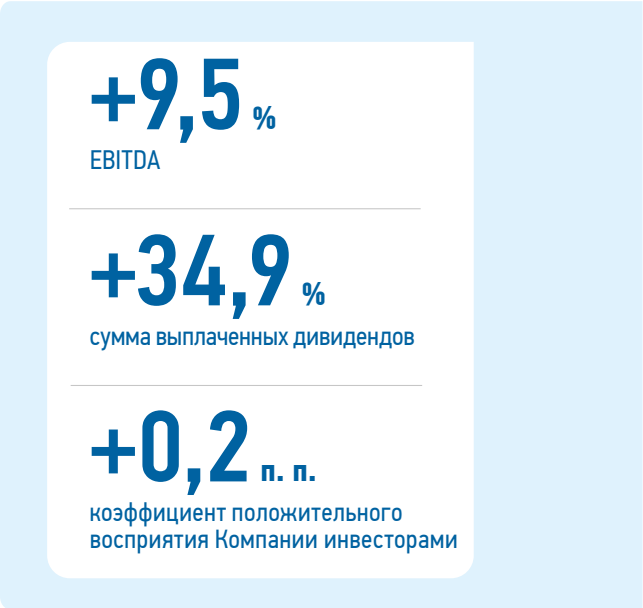 +9,5 %
EBITDA
+34,9 %
сумма выплаченных дивидендов
+0,2 п. п.
коэффициент положительного
восприятия Компании инвесторами